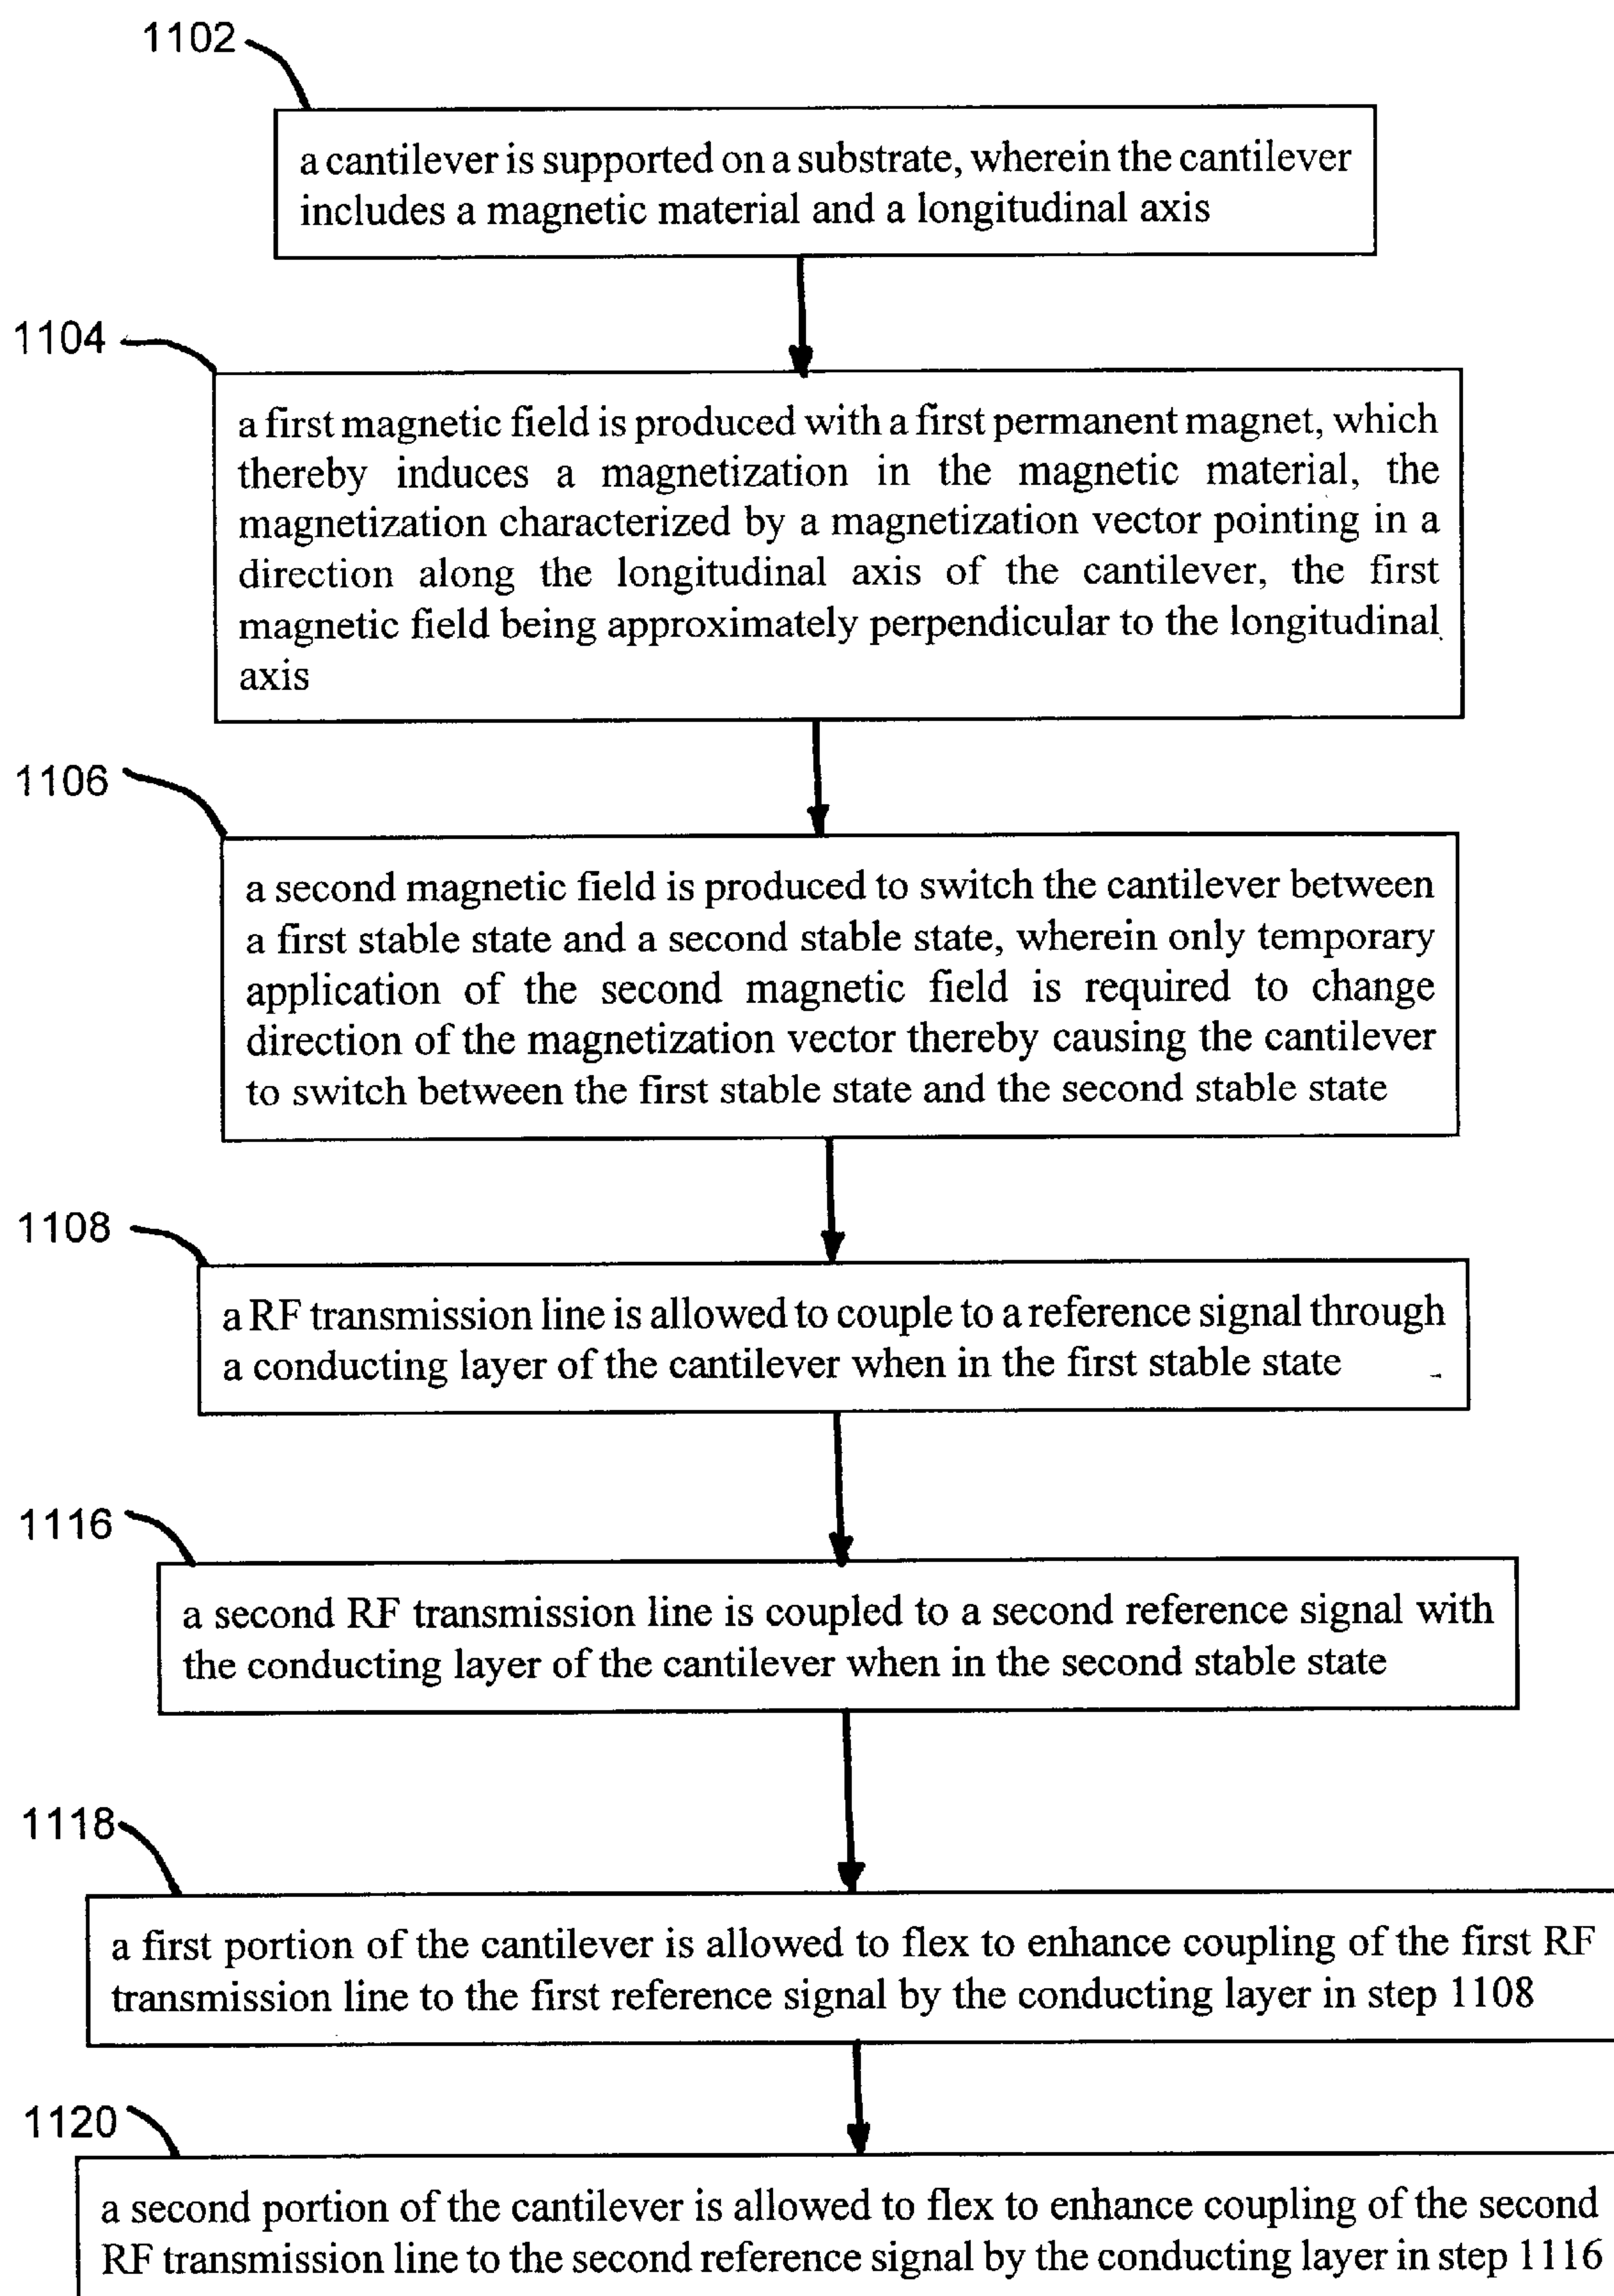 1102
a cantilever is supported on a substrate, wherein the cantilever
includes a magnetic material and a longitudinal axis
1104
a first magnetic field is produced with a first permanent magnet, which
thereby induces a magnetization in the magnetic material, the
magnetization characterized by a magnetization vector pointing in a
direction along the longitudinal axis of the cantilever, the first
magnetic field being approximately perpendicular to the longitudinal
axis
1106
a second magnetic field is produced to switch the cantilever between
a first stable state and a second stable state, wherein only temporary
application of the second magnetic field is required to change
direction of the magnetization vector thereby causing the cantilever
to switch between the first stable state and the second stable state
1108
a RF transmission line is allowed to couple to a reference signal through
a conducting layer of the cantilever when in the first stable state
1116
a second RF transmission line is coupled to a second reference signal with
the conducting layer of the cantilever when in the second stable state
1118
a first portion of the cantilever is allowed to flex to enhance coupling of the first RF
transmission line to the first reference signal by the conducting layer in step 1108
1120
a second portion of the cantilever is allowed to flex to enhance coupling of the second
RF transmission line to the second reference signal by the conducting layer in step 1116